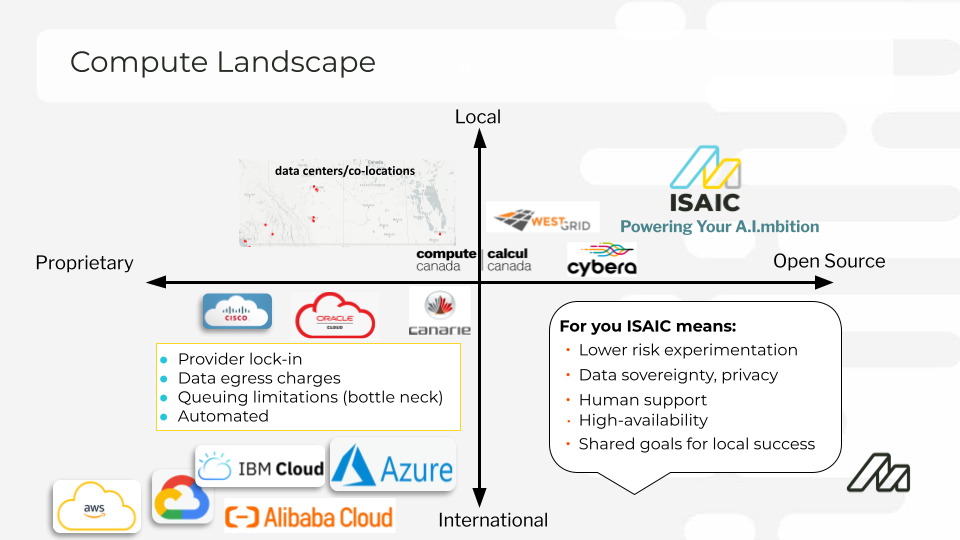 Compute Landscape
Local
data centers/co-locations
ISAIC
Powering Your A.I.mbition
WESTGRID
compute canada | calcul canada
cybera
Proprietary
Open Source
CISCO
ORACLE
CLOUD
canarie
For you ISAIC means:
• Lower risk experimentation
• Data sovereignty, privacy
• Human support
• High-availability
• Shared goals for local success
• Provider lock-in
• Data egress charges
• Queuing limitations (bottle neck)
• Automated
IBM Cloud
Azure
aws
Alibaba Cloud
International